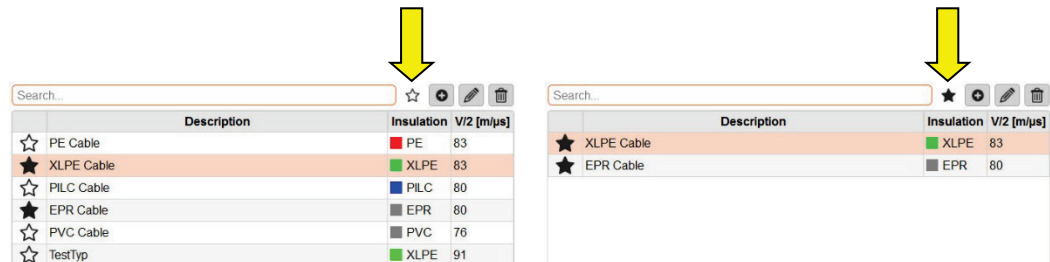 Search...
Description Insulation V/2 [m/µs]
PE Cable PE 83
XLPE Cable XLPE 83
PILC Cable PILC 80
EPR Cable EPR 80
PVC Cable PVC 76
TestTyp XLPE 91
Search...
Description Insulation V/2 [m/µs]
XLPE Cable XLPE 83
EPR Cable EPR 80